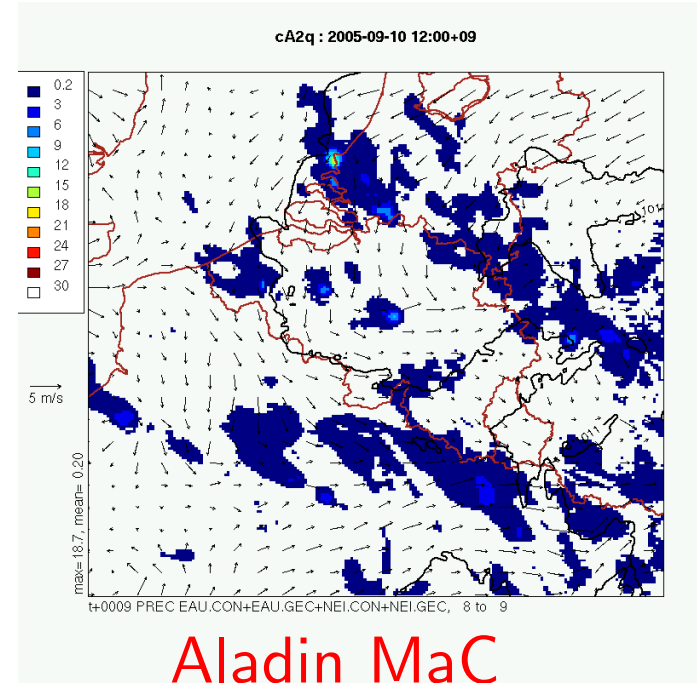 cA2q : 2005-09-10 12:00+09
0.2
3
6
9
12
15
18
21
24
27
30
5 m/s
max=18.7, mean= 0.20
1011
t+0009 PREC EAU.CON+EAU.GEC+NEI.CON+NEI.GEC, 8 to 9
Aladin MaC